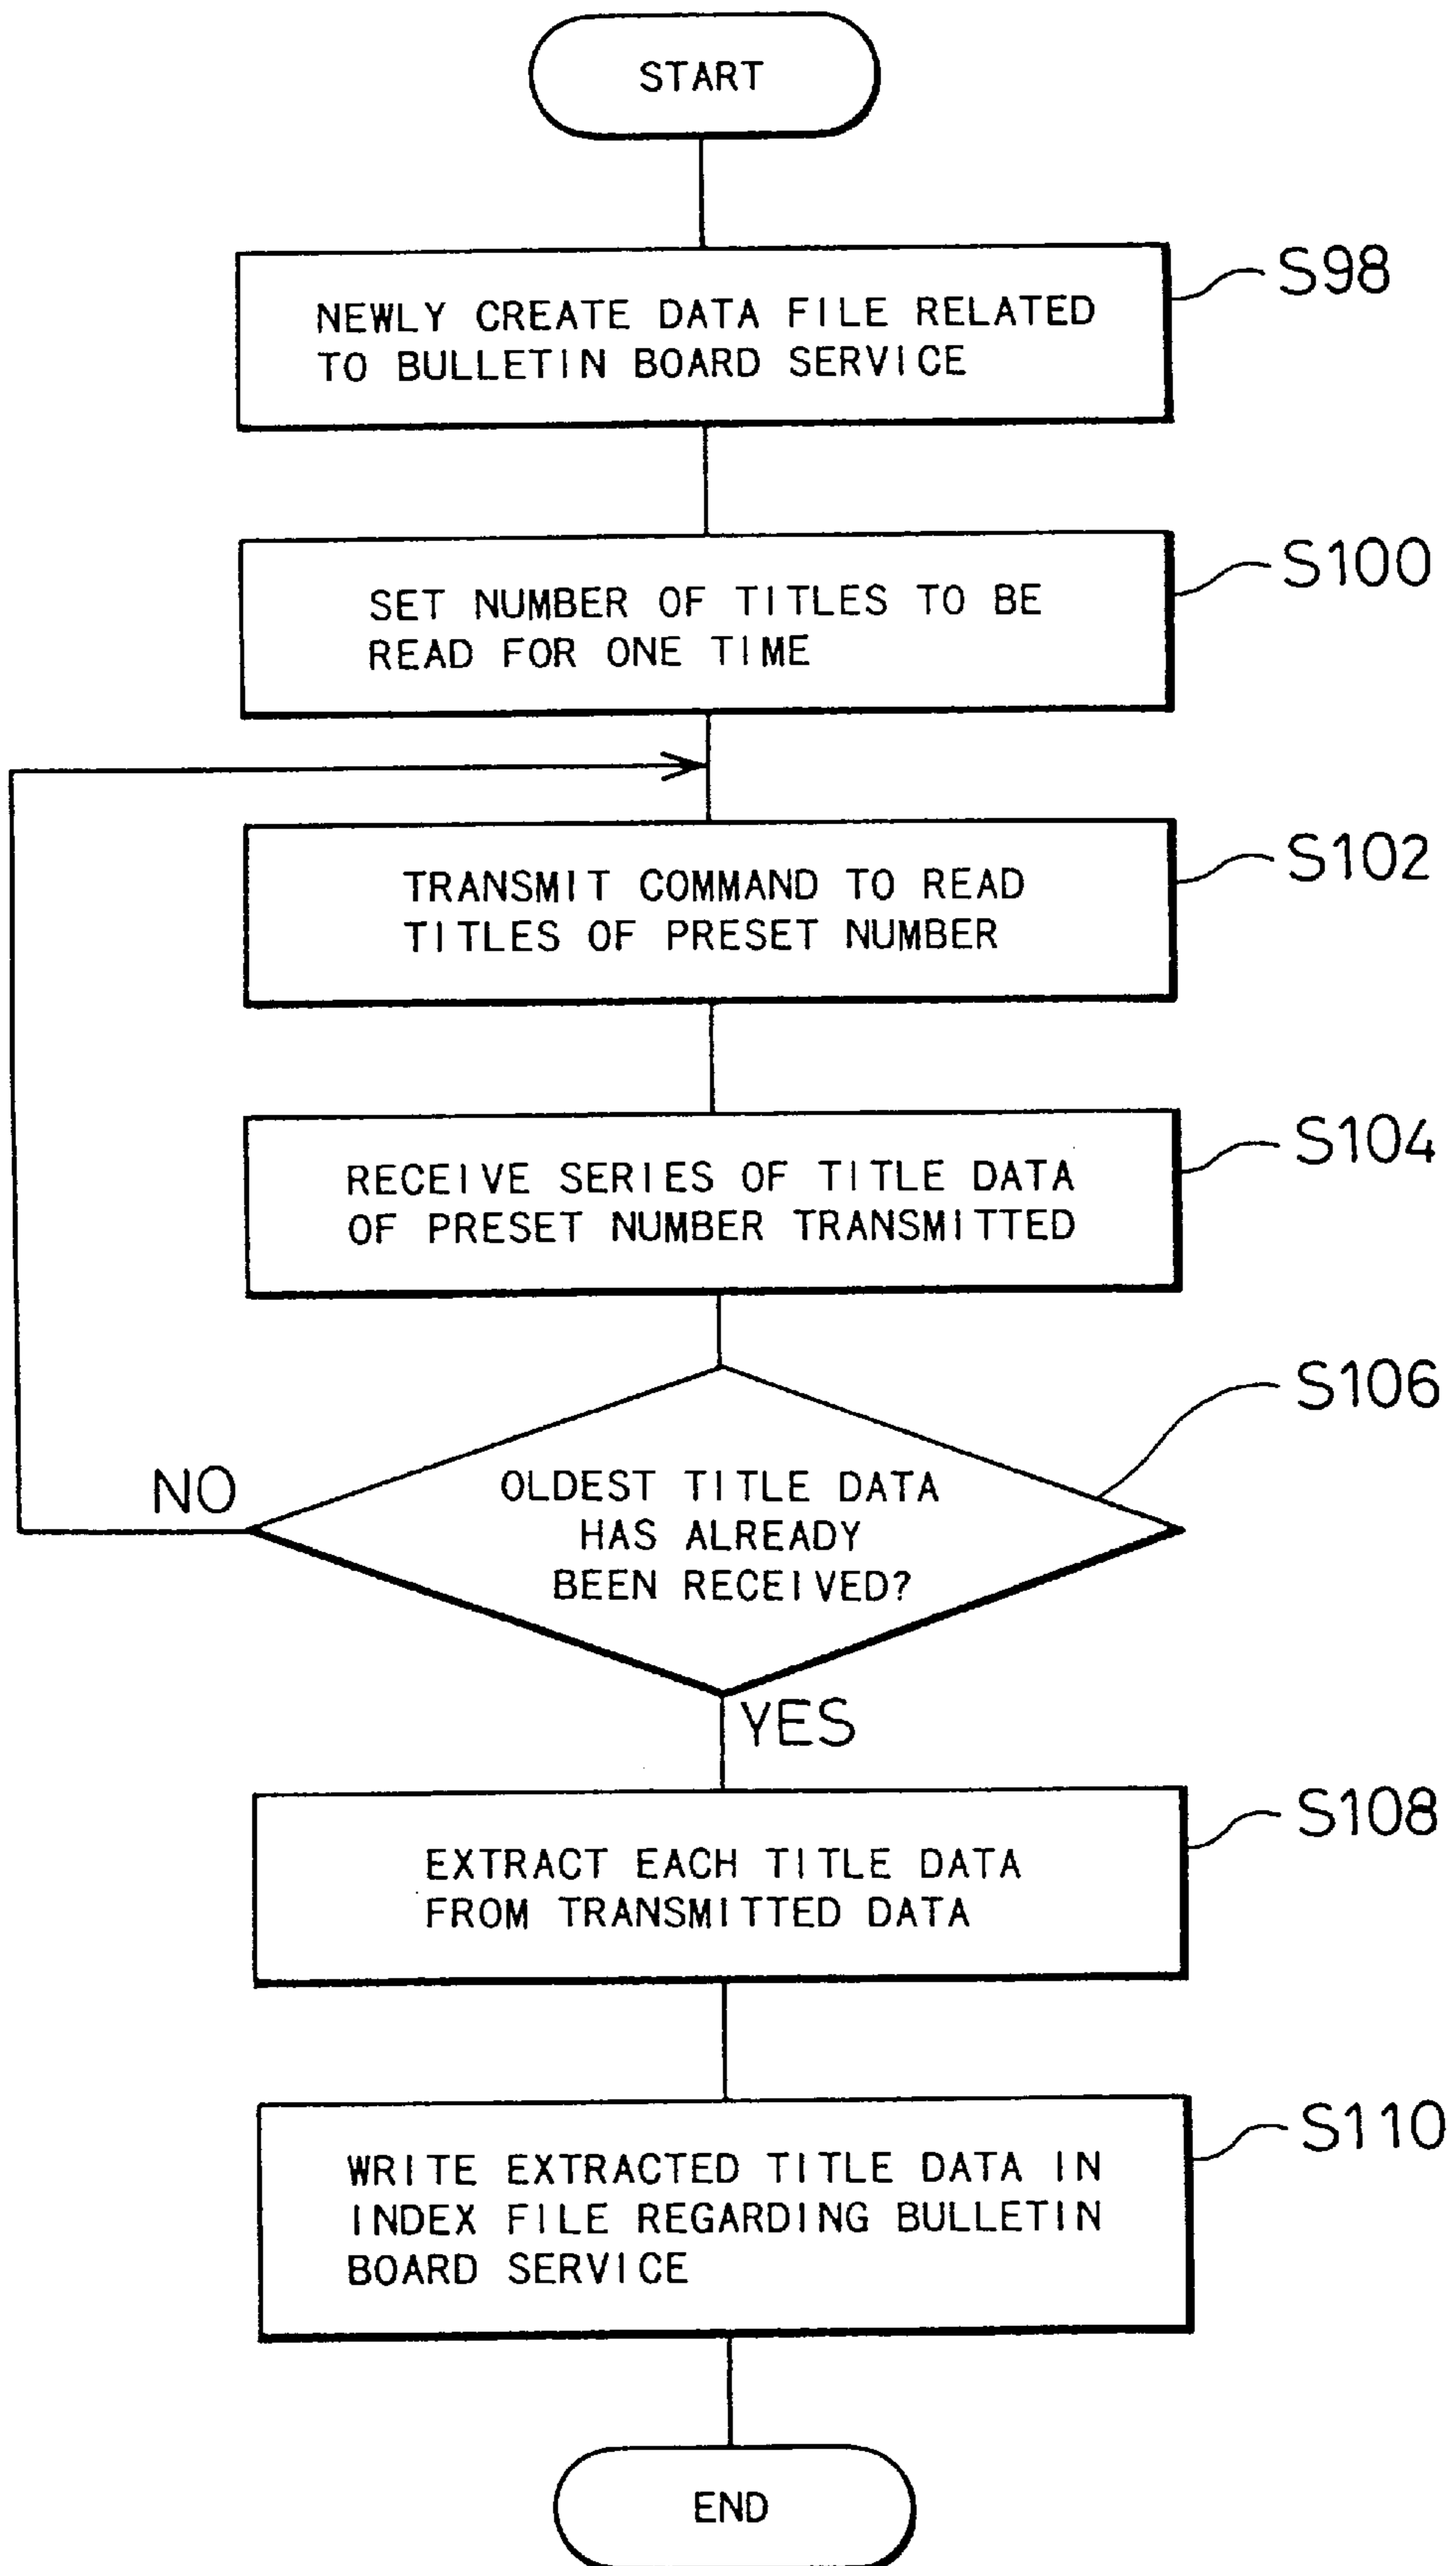 START
S98
NEWLY CREATE DATA FILE RELATED
TO BULLETIN BOARD SERVICE
S100
SET NUMBER OF TITLES TO BE
READ FOR ONE TIME
S102
TRANSMIT COMMAND TO READ
TITLES OF PRESET NUMBER
S104
RECEIVE SERIES OF TITLE DATA
OF PRESET NUMBER TRANSMITTED
S106
NO
OLDEST TITLE DATA
HAS ALREADY
BEEN RECEIVED?
YES
S108
EXTRACT EACH TITLE DATA
FROM TRANSMITTED DATA
S110
WRITE EXTRACTED TITLE DATA IN
INDEX FILE REGARDING BULLETIN
BOARD SERVICE
END